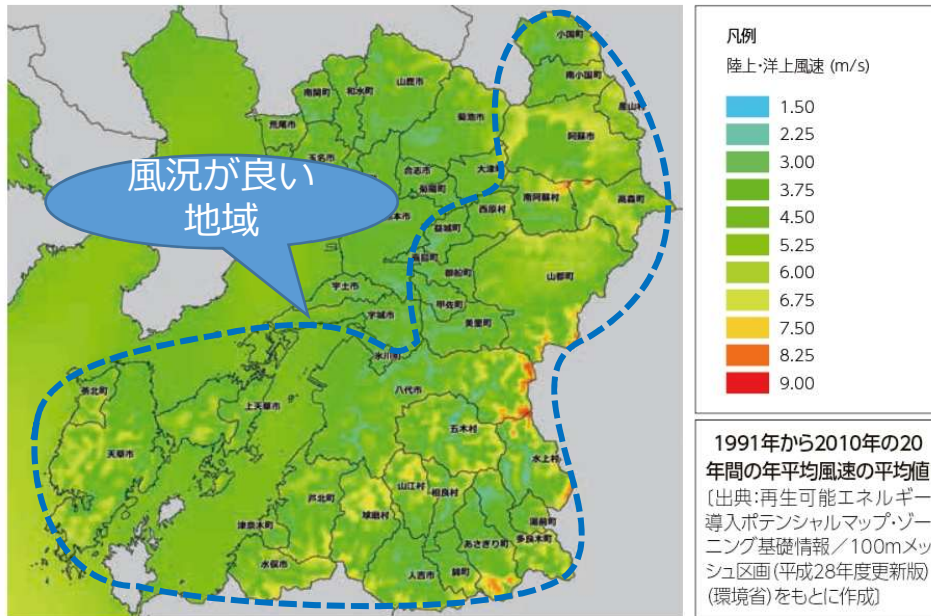 風況が良い
地域
小国町
南小国町
産山村
阿蘇市
南阿蘇村
高森町
山都町
南関町
和水町
山鹿市
菊池市
荒尾市
玉名市
合志市
菊陽町
大津町
西原村
益城町
御船町
甲佐町
美里町
宇土市
宇城市
氷川町
八代市
五木村
水上村
苓北町
上天草市
天草市
芦北町
津奈木町
水俣市
山江村
相良村
球磨村
人吉市
錦町
あさぎり町
多良木町
湯前町
凡例
陸上・洋上風速 (m/s)
1.50
2.25
3.00
3.75
4.50
5.25
6.00
6.75
7.50
8.25
9.00
1991年から2010年の20
年間の年平均風速の平均値
〔出典:再生可能エネルギー
導入ポテンシャルマップ・ゾー
ニング基礎情報／100mメッ
シュ区画(平成28年度更新版)
(環境省)をもとに作成〕